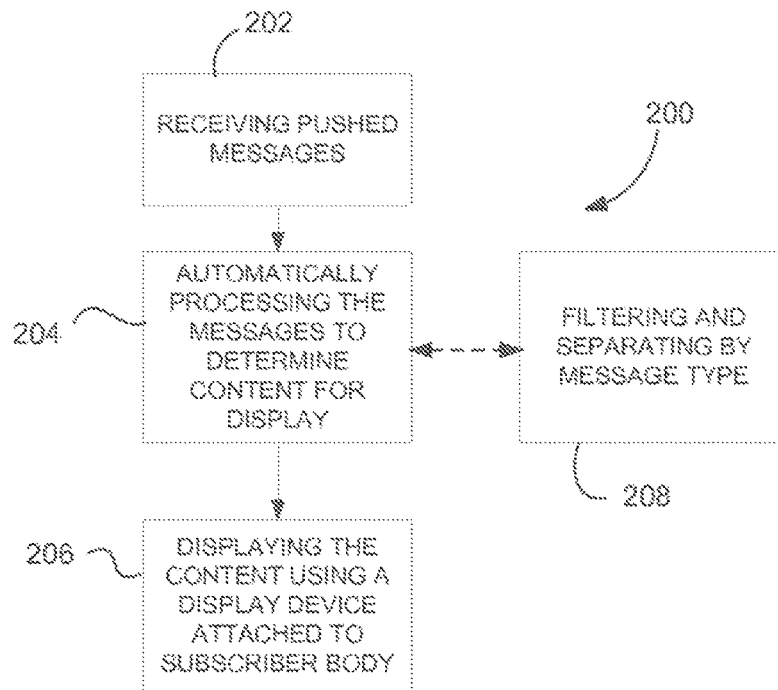 202
RECEIVING PUSHED
MESSAGES
200
AUTOMATICALLY
PROCESSING THE
MESSAGES TO
DETERMINE
CONTENT FOR
DISPLAY
204
FILTERING AND
SEPARATING BY
MESSAGE TYPE
208
206
DISPLAYING THE
CONTENT USING A
DISPLAY DEVICE
ATTACHED TO
SUBSCRIBER BODY